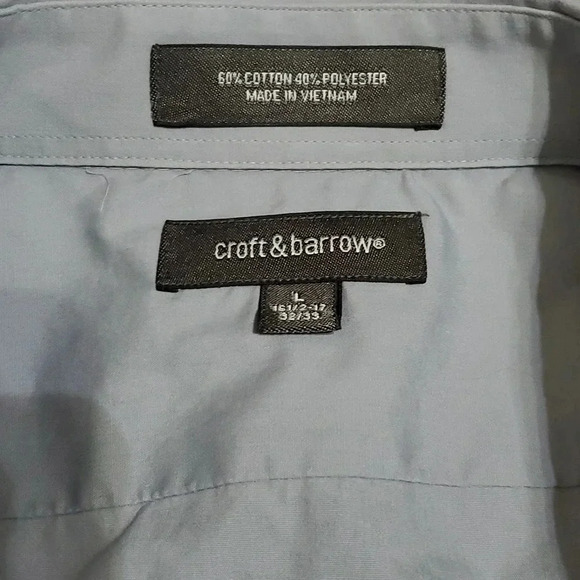 60% COTTON 40% POLYESTER
MADE IN VIETNAM
croft&barrow®
L
16 1/2-17
32/33